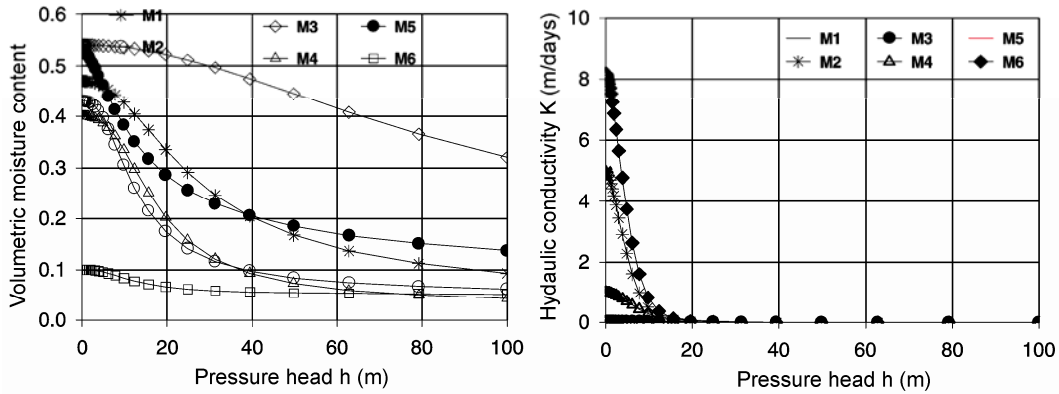 Volumetric moisture content
0.6
0.5
0.4
0.3
0.2
0.1
0.0
M1
M2
M3
M4
M5
M6
0
20
40
60
80
100
Pressure head h (m)
Hydaulic conductivity K (m/days)
10
8
6
4
2
0
M1
M3
M5
M2
M4
M6
0
20
40
60
80
100
Pressure head h (m)